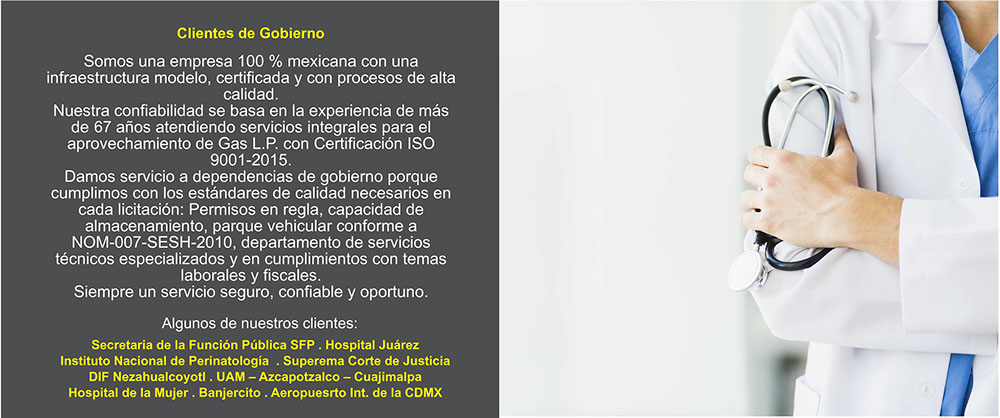 Clientes de Gobierno
Somos una empresa 100 % mexicana con una
infraestructura modelo, certificada y con procesos de alta
calidad.
Nuestra confiabilidad se basa en la experiencia de más
de 67 años atendiendo servicios integrales para el
aprovechamiento de Gas L.P. con Certificación ISO
9001-2015.
Damos servicio a dependencias de gobierno porque
cumplimos con los estándares de calidad necesarios en
cada licitación: Permisos en regla, capacidad de
almacenamiento, parque vehicular conforme a
NOM-007-SESH-2010, departamento de servicios
técnicos especializados y en cumplimientos con temas
laborales y fiscales.
Siempre un servicio seguro, confiable y oportuno.
Algunos de nuestros clientes:
Secretaria de la Función Pública SFP . Hospital Juárez
Instituto Nacional de Perinatología . Superema Corte de Justicia
DIF Nezahualcoyotl . UAM – Azcapotzalco – Cuajimalpa
Hospital de la Mujer . Banjercito . Aeropuesrto Int. de la CDMX